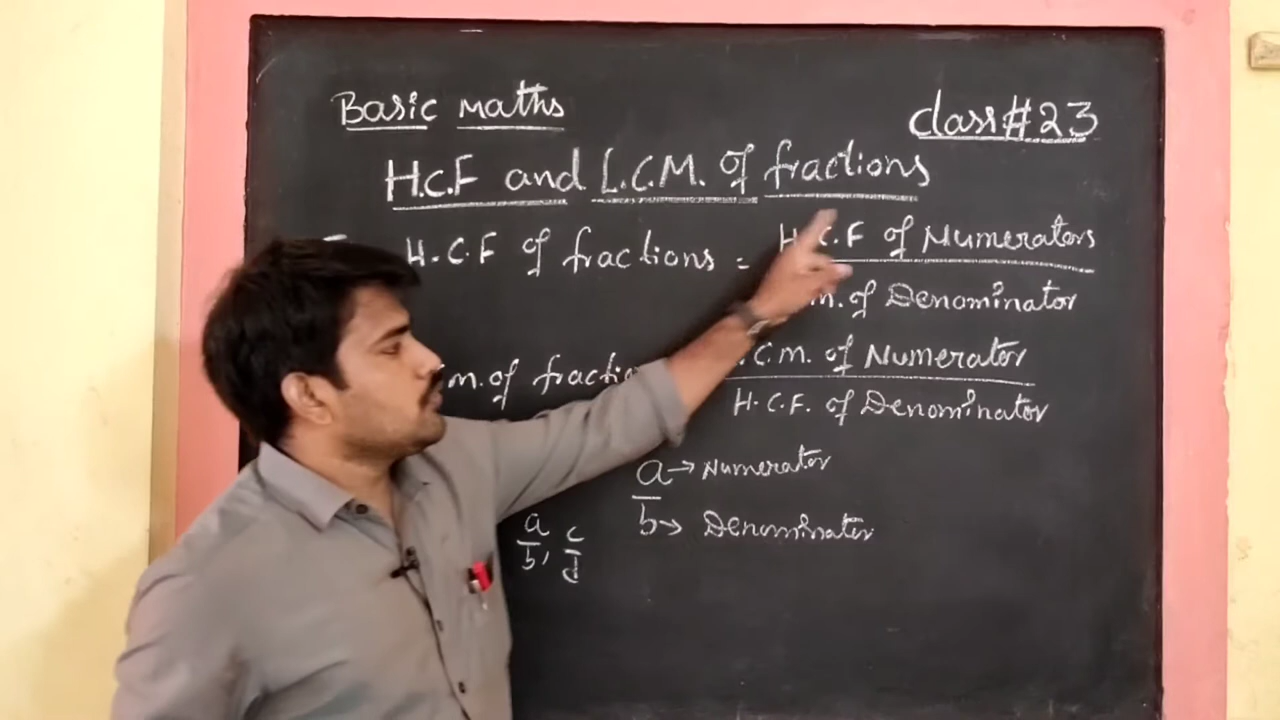 Basic maths
class#23
H.C.F and L.C.M. of fractions
H.C.F of fractions = H.C.F of Numerators
m. of Denominator
m. of fractio
.C.m. of Numerator
H.C.F. of Denominator
a → Numerator
b → Denominator
a c
b, d